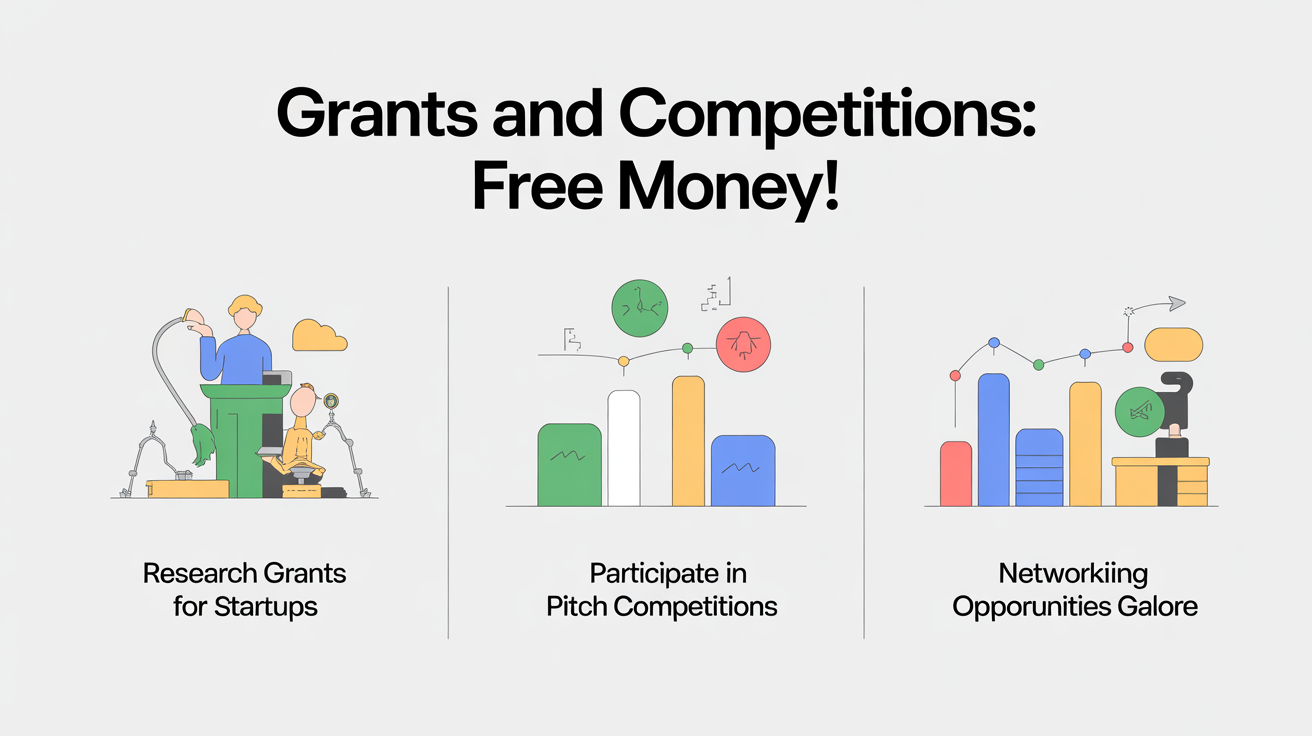 Grants and Competitions:
Free Money!
Research Grants
for Startups
Participate in
Pitch Competitions
Networkiing
Opporunities Galore